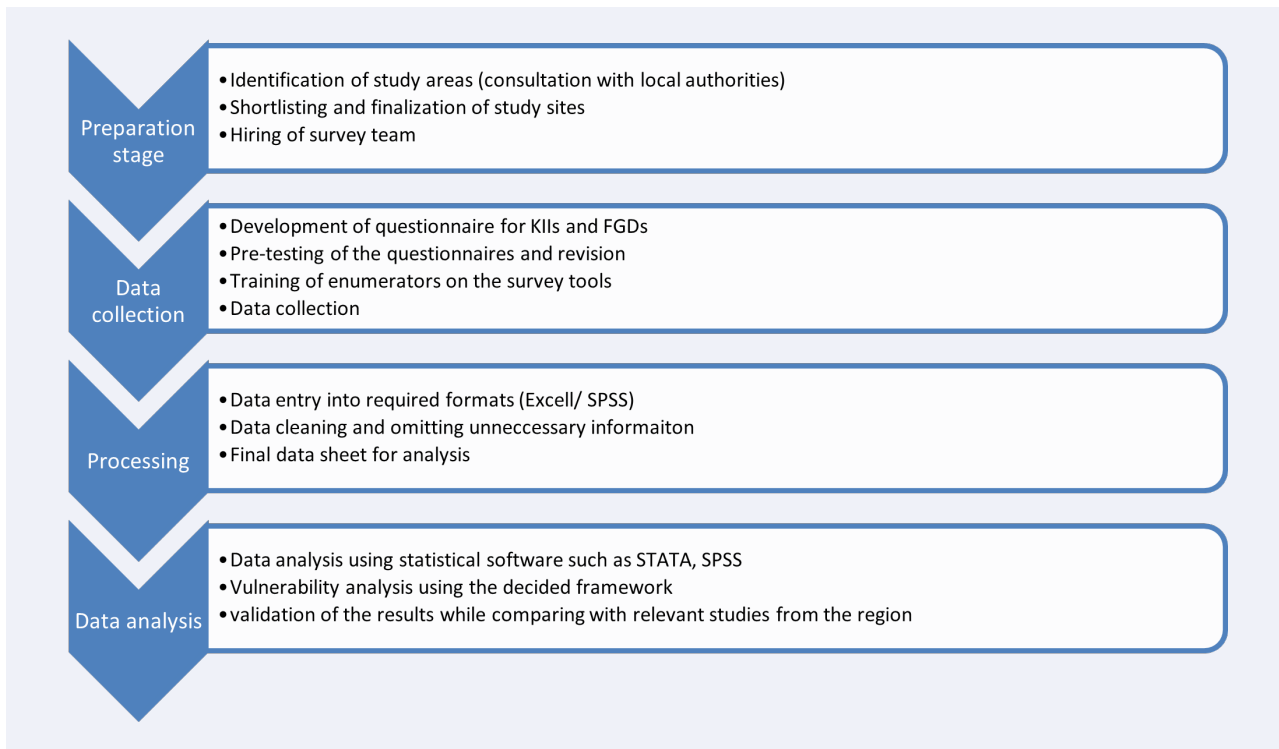 Preparation
stage
•Identification of study areas (consultation with local authorities)
•Shortlisting and finalization of study sites
•Hiring of survey team
Data
collection
•Development of questionnaire for KIIs and FGDs
•Pre-testing of the questionnaires and revision
•Training of enumerators on the survey tools
•Data collection
Processing
•Data entry into required formats (Excell/ SPSS)
•Data cleaning and omitting unneccessary informaiton
•Final data sheet for analysis
Data analysis
•Data analysis using statistical software such as STATA, SPSS
•Vulnerability analysis using the decided framework
•validation of the results while comparing with relevant studies from the region